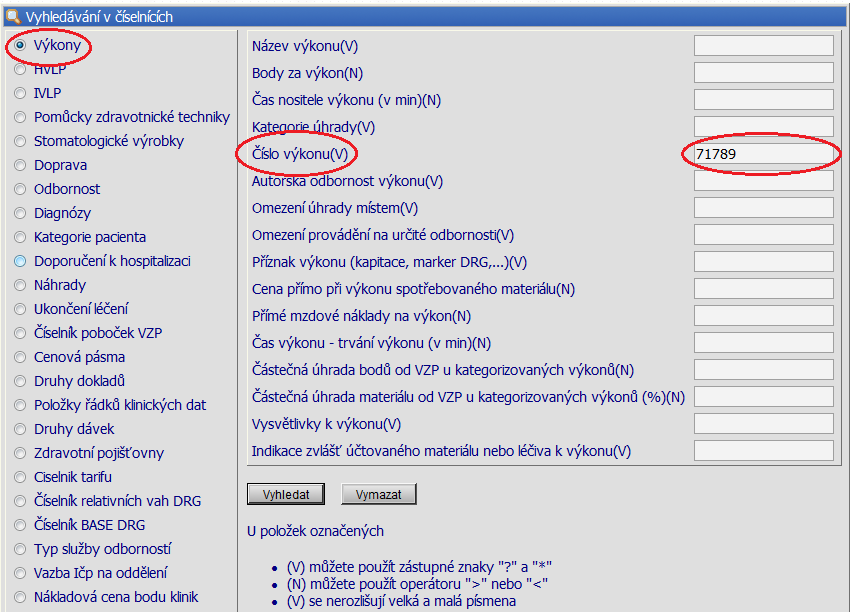 Vyhledávání v číselnících
Výkony
HVLP
IVLP
Pomůcky zdravotnické techniky
Stomatologické výrobky
Doprava
Odbornost
Diagnózy
Kategorie pacienta
Doporučení k hospitalizaci
Náhrady
Ukončení léčení
Číselník poboček VZP
Cenová pásma
Druhy dokladů
Položky řádků klinických dat
Druhy dávek
Zdravotní pojišťovny
Ciselnik tarifu
Číselník relativních vah DRG
Číselník BASE DRG
Typ služby odborností
Vazba Ičp na oddělení
Nákladová cena bodu klinik
Název výkonu(V)
Body za výkon(N)
Čas nositele výkonu (v min)(N)
Kategorie úhrady(V)
Číslo výkonu(V) 71789
Autorská odbornost výkonu(V)
Omezení úhrady místem(V)
Omezení provádění na určité odbornosti(V)
Příznak výkonu (kapitace, marker DRG,...)(V)
Cena přímo při výkonu spotřebovaného materiálu(N)
Přímé mzdové náklady na výkon(N)
Čas výkonu - trvání výkonu (v min)(N)
Částečná úhrada bodů od VZP u kategorizovaných výkonů(N)
Částečná úhrada materiálu od VZP u kategorizovaných výkonů (%)(N)
Vysvětlivky k výkonu(V)
Indikace zvlášť účtovaného materiálu nebo léčiva k výkonu(V)
Vyhledat Vymazat
U položek označených
• (V) můžete použít zástupné znaky "?" a "*"
• (N) můžete použít operátoru ">" nebo "<"
• (V) se nerozlišují velká a malá písmena